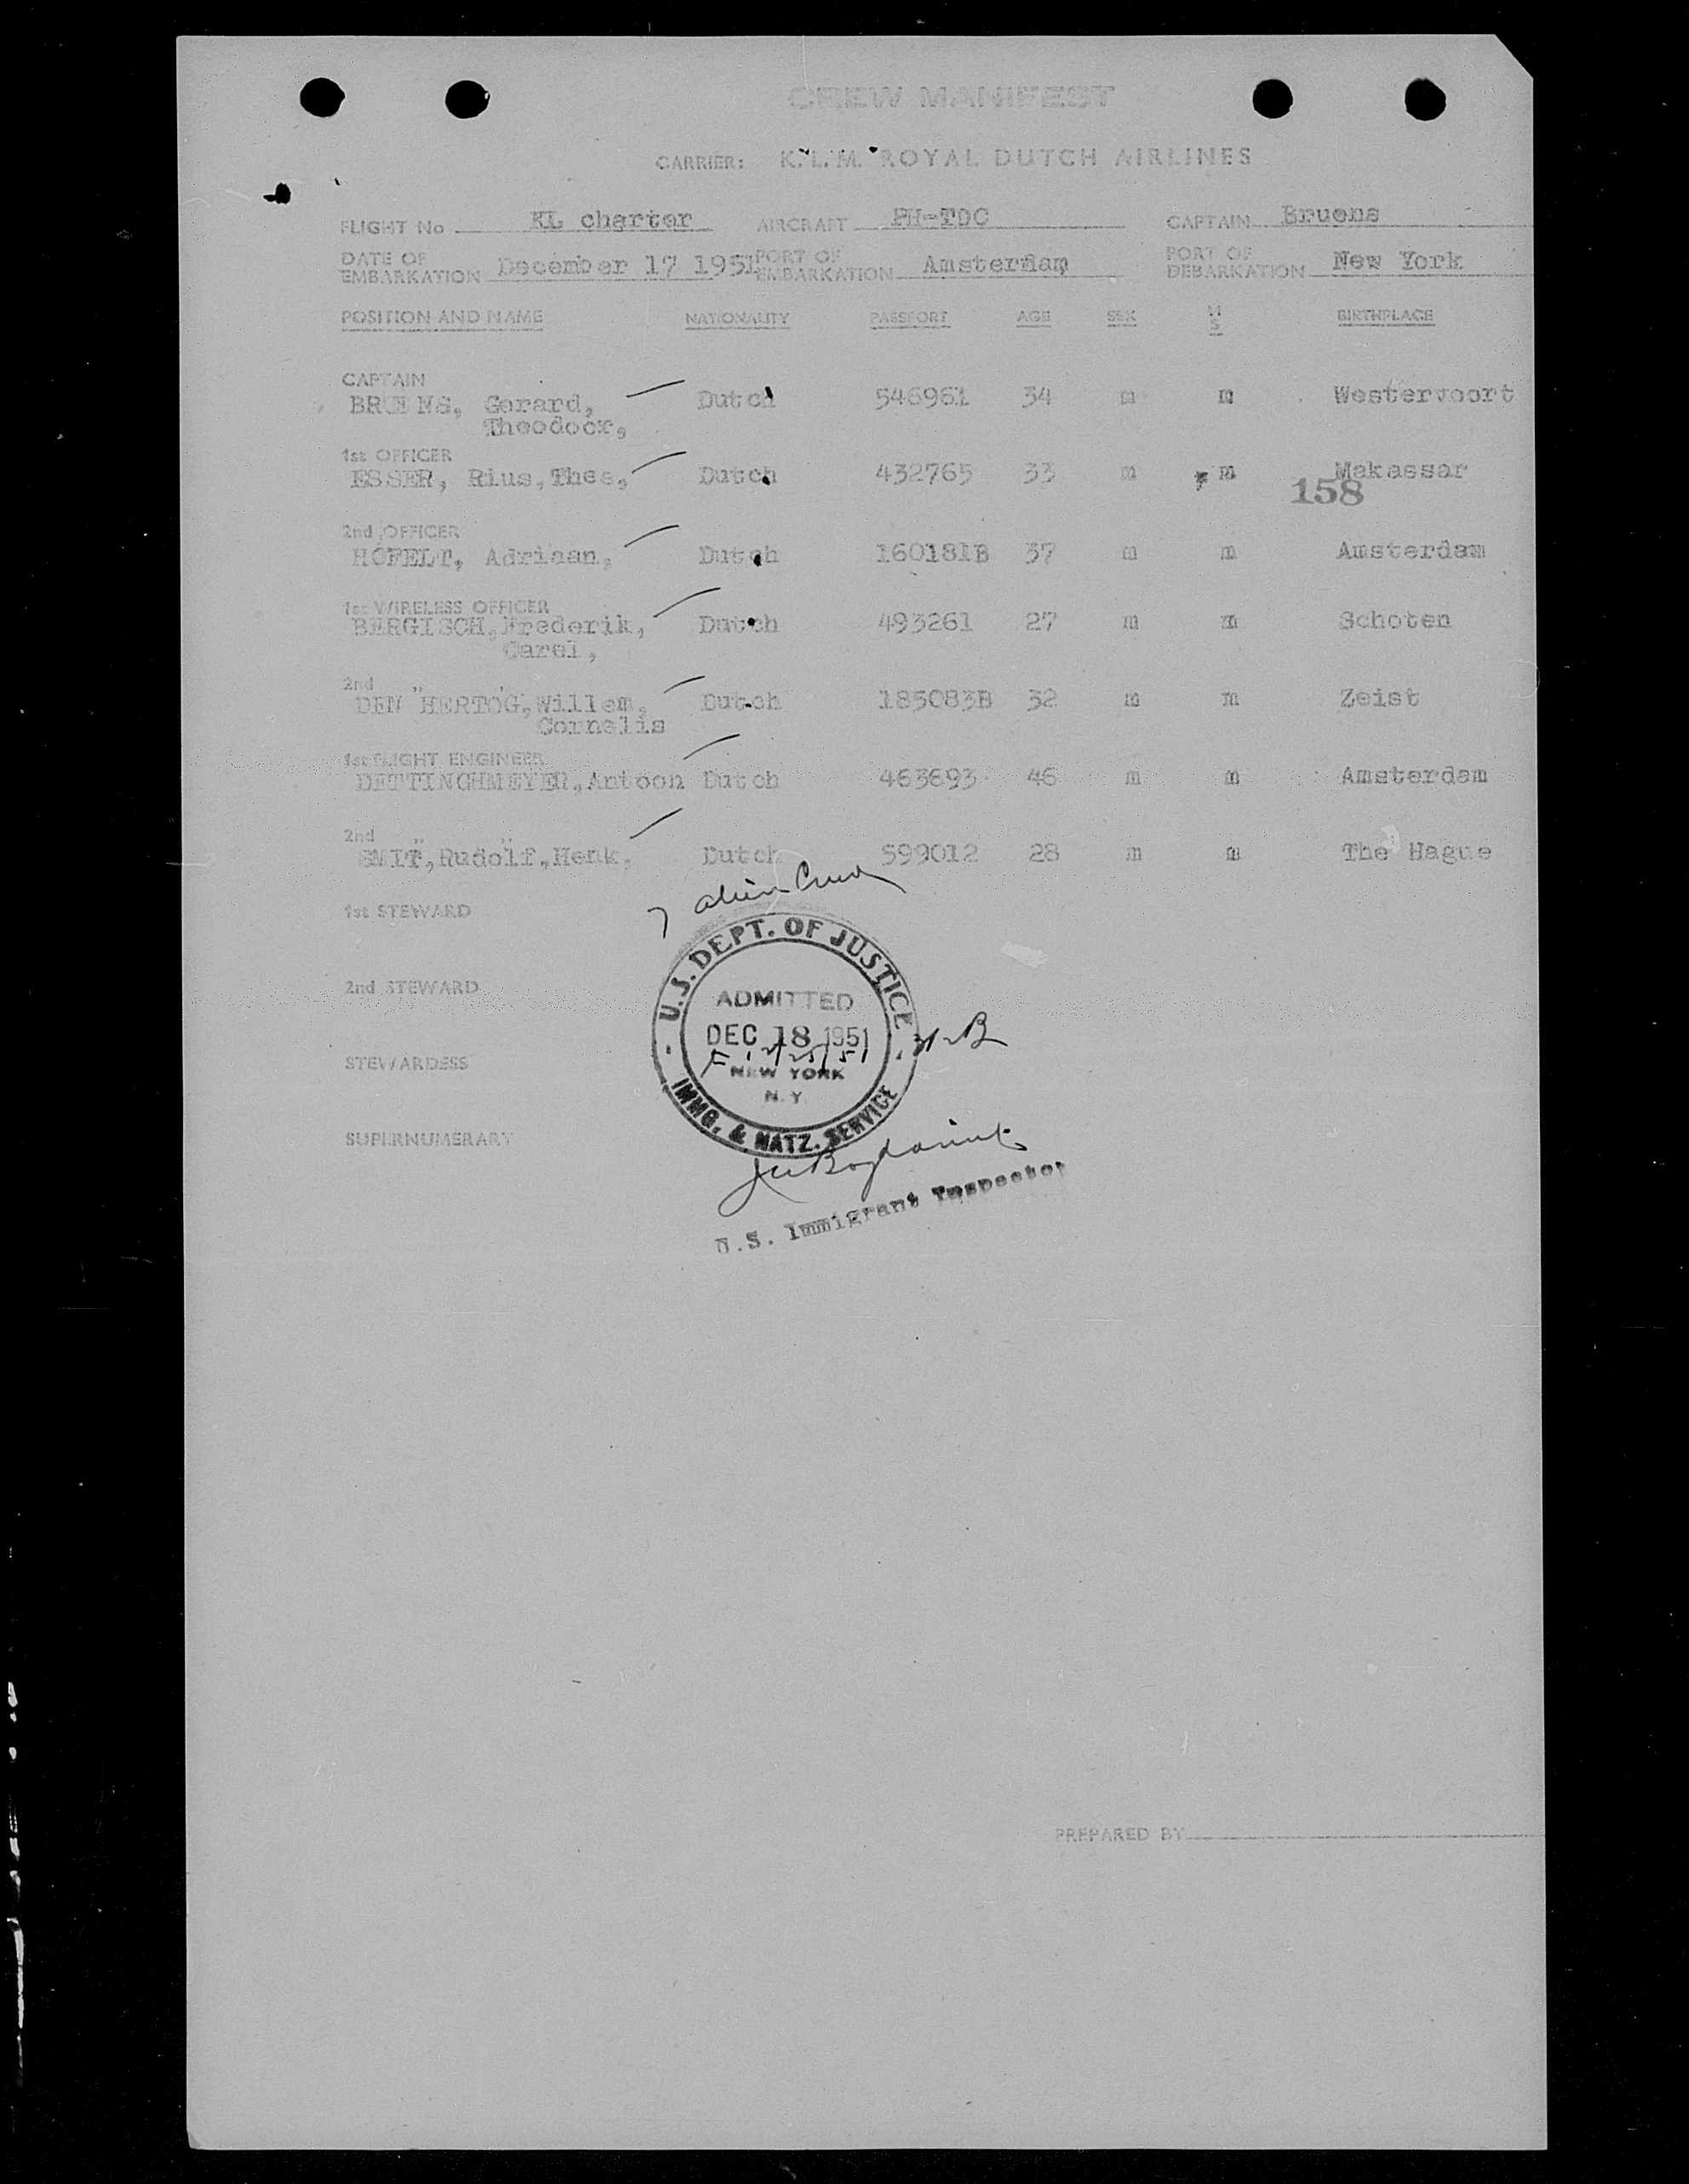 CREW MANIFEST
CARRIER: K.L.M. ROYAL DUTCH AIRLINES
FLIGHT No KL charter AIRCRAFT PH-TDC CAPTAIN Bruens
DATE OF EMBARKATION December 17 1951 PORT OF EMBARKATION Amsterdam PORT OF DEBARKATION New York
POSITION AND NAME NATIONALITY PASSPORT AGE SEX M S BIRTHPLACE
CAPTAIN
BRUENS, Gerard, Dutch 546961 34 m m Westervoort
Theodoor,
1st OFFICER
ESSER, Rius, Theo, Dutch 432765 33 m m Makassar
158
2nd OFFICER
HOFELT, Adriaan, Dutch 160181B 37 m m Amsterdam
1st WIRELESS OFFICER
BERGISCH, Frederik, Dutch 493261 27 m m Schoten
Carel,
2nd " "
DEN HERTOG, Willem, Dutch 185083B 32 m m Zeist
Cornelis
1st FLIGHT ENGINEER
DETTINGHMEYER, Antoon Dutch 463693 46 m m Amsterdam
2nd " "
SMIT, Rudolf, Henk, Dutch 599012 28 m m The Hague
7 alien Crew
1st STEWARD
U.S. DEPT. OF JUSTICE
2nd STEWARD
ADMITTED
DEC 18 1951
12/25/51
NEW YORK
N.Y.
IMMG. & NATZ. SERVICE
STEWARDESS
SUPERNUMERARY
U.S. Immigrant Inspector
PREPARED BY